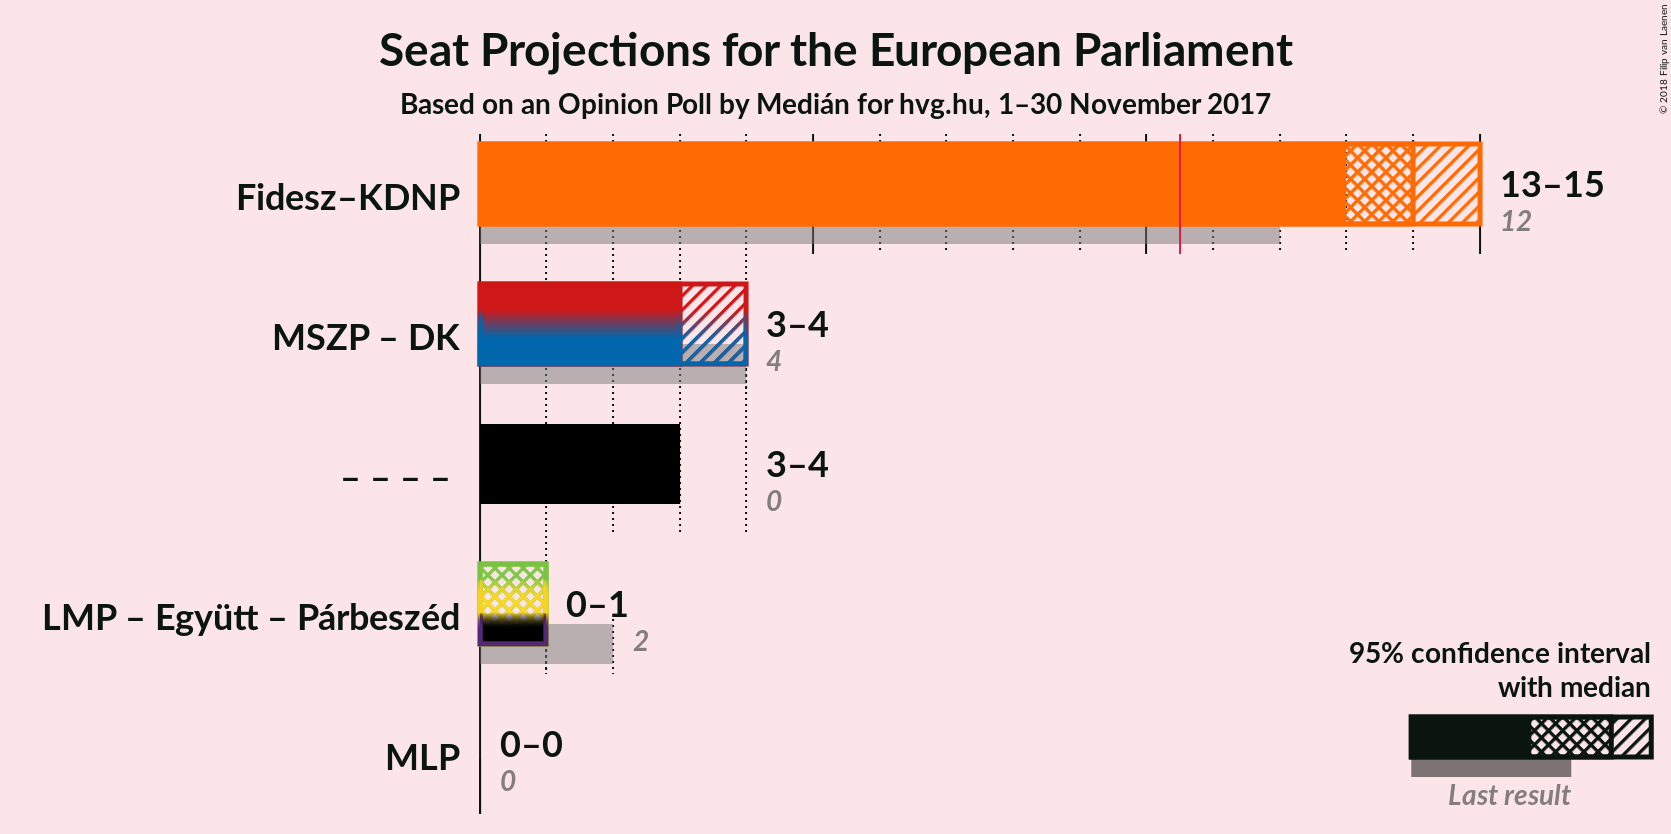 Seat Projections for the European Parliament
Based on an Opinion Poll by Medián for hvg.hu, 1–30 November 2017
© 2018 Filip van Laenen
Fidesz–KDNP
13–15
12
MSZP – DK
3–4
4
– – – –
3–4
0
LMP – Együtt – Párbeszéd
0–1
2
MLP
0–0
0
95% confidence interval
with median
Last result